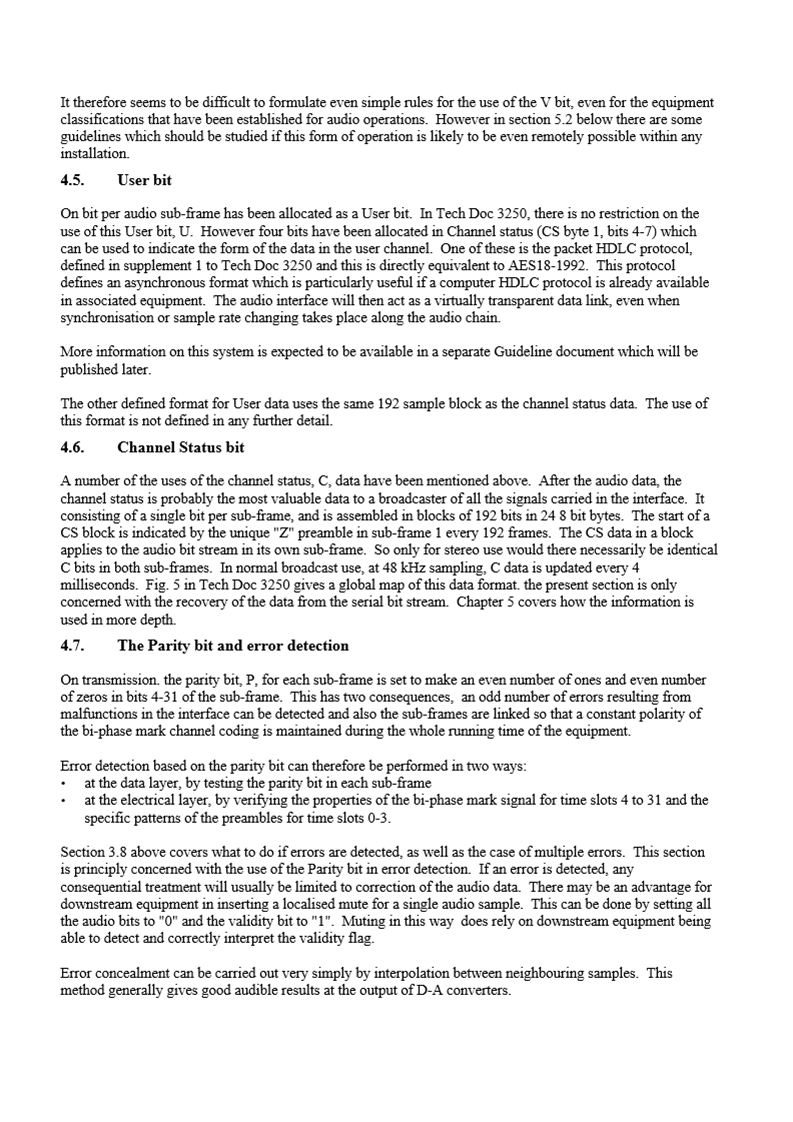 It therefore seems to be difficult to formulate even simple rules for the use of the V bit, even for the equipment
classifications that have been established for audio operations.  However in section 5.2 below there are some
guidelines which should be studied if this form of operation is likely to be even remotely possible within any
installation.
4.5. User bit
On bit per audio sub-frame has been allocated as a User bit.  In Tech Doc 3250, there is no restriction on the
use of this User bit, U.  However four bits have been allocated in Channel status (CS byte 1, bits 4-7) which
can be used to indicate the form of the data in the user channel.  One of these is the packet HDLC protocol,
defined in supplement 1 to Tech Doc 3250 and this is directly equivalent to AES18-1992.  This protocol
defines an asynchronous format which is particularly useful if a computer HDLC protocol is already available
in associated equipment.  The audio interface will then act as a virtually transparent data link, even when
synchronisation or sample rate changing takes place along the audio chain.
More information on this system is expected to be available in a separate Guideline document which will be
published later.
The other defined format for User data uses the same 192 sample block as the channel status data.  The use of
this format is not defined in any further detail.
4.6. Channel Status bit
A number of the uses of the channel status, C, data have been mentioned above.  After the audio data, the
channel status is probably the most valuable data to a broadcaster of all the signals carried in the interface.  It
consisting of a single bit per sub-frame, and is assembled in blocks of 192 bits in 24 8 bit bytes.  The start of a
CS block is indicated by the unique "Z" preamble in sub-frame 1 every 192 frames.  The CS data in a block
applies to the audio bit stream in its own sub-frame.  So only for stereo use would there necessarily be identical
C bits in both sub-frames.  In normal broadcast use, at 48 kHz sampling, C data is updated every 4
milliseconds.  Fig. 5 in Tech Doc 3250 gives a global map of this data format. the present section is only
concerned with the recovery of the data from the serial bit stream.  Chapter 5 covers how the information is
used in more depth.
4.7. The Parity bit and error detection
On transmission. the parity bit, P, for each sub-frame is set to make an even number of ones and even number
of zeros in bits 4-31 of the sub-frame.  This has two consequences,  an odd number of errors resulting from
malfunctions in the interface can be detected and also the sub-frames are linked so that a constant polarity of
the bi-phase mark channel coding is maintained during the whole running time of the equipment.
Error detection based on the parity bit can therefore be performed in two ways:
• at the data layer, by testing the parity bit in each sub-frame
• at the electrical layer, by verifying the properties of the bi-phase mark signal for time slots 4 to 31 and the
specific patterns of the preambles for time slots 0-3.
Section 3.8 above covers what to do if errors are detected, as well as the case of multiple errors.  This section
is principly concerned with the use of the Parity bit in error detection.  If an error is detected, any
consequential treatment will usually be limited to correction of the audio data.  There may be an advantage for
downstream equipment in inserting a localised mute for a single audio sample.  This can be done by setting all
the audio bits to "0" and the validity bit to "1".  Muting in this way  does rely on downstream equipment being
able to detect and correctly interpret the validity flag.
Error concealment can be carried out very simply by interpolation between neighbouring samples.  This
method generally gives good audible results at the output of D-A converters.